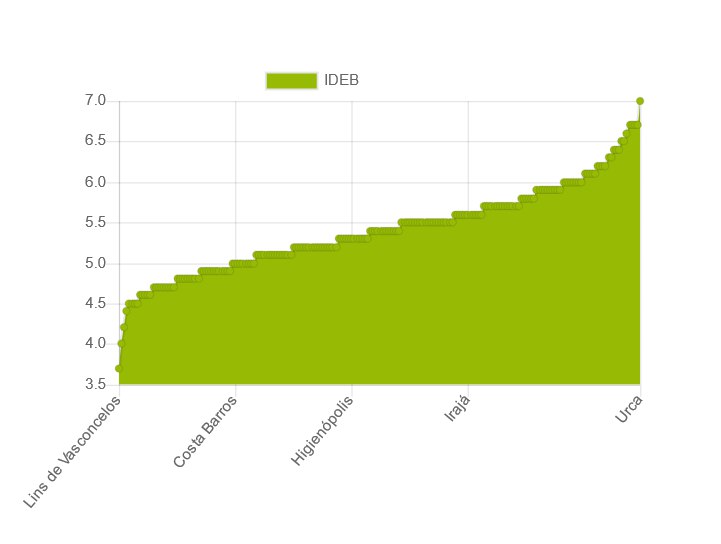 IDEB
7.0
6.5
6.0
5.5
5.0
4.5
4.0
3.5
Lins de Vasconcelos
Costa Barros
Higienópolis
Irajá
Urca